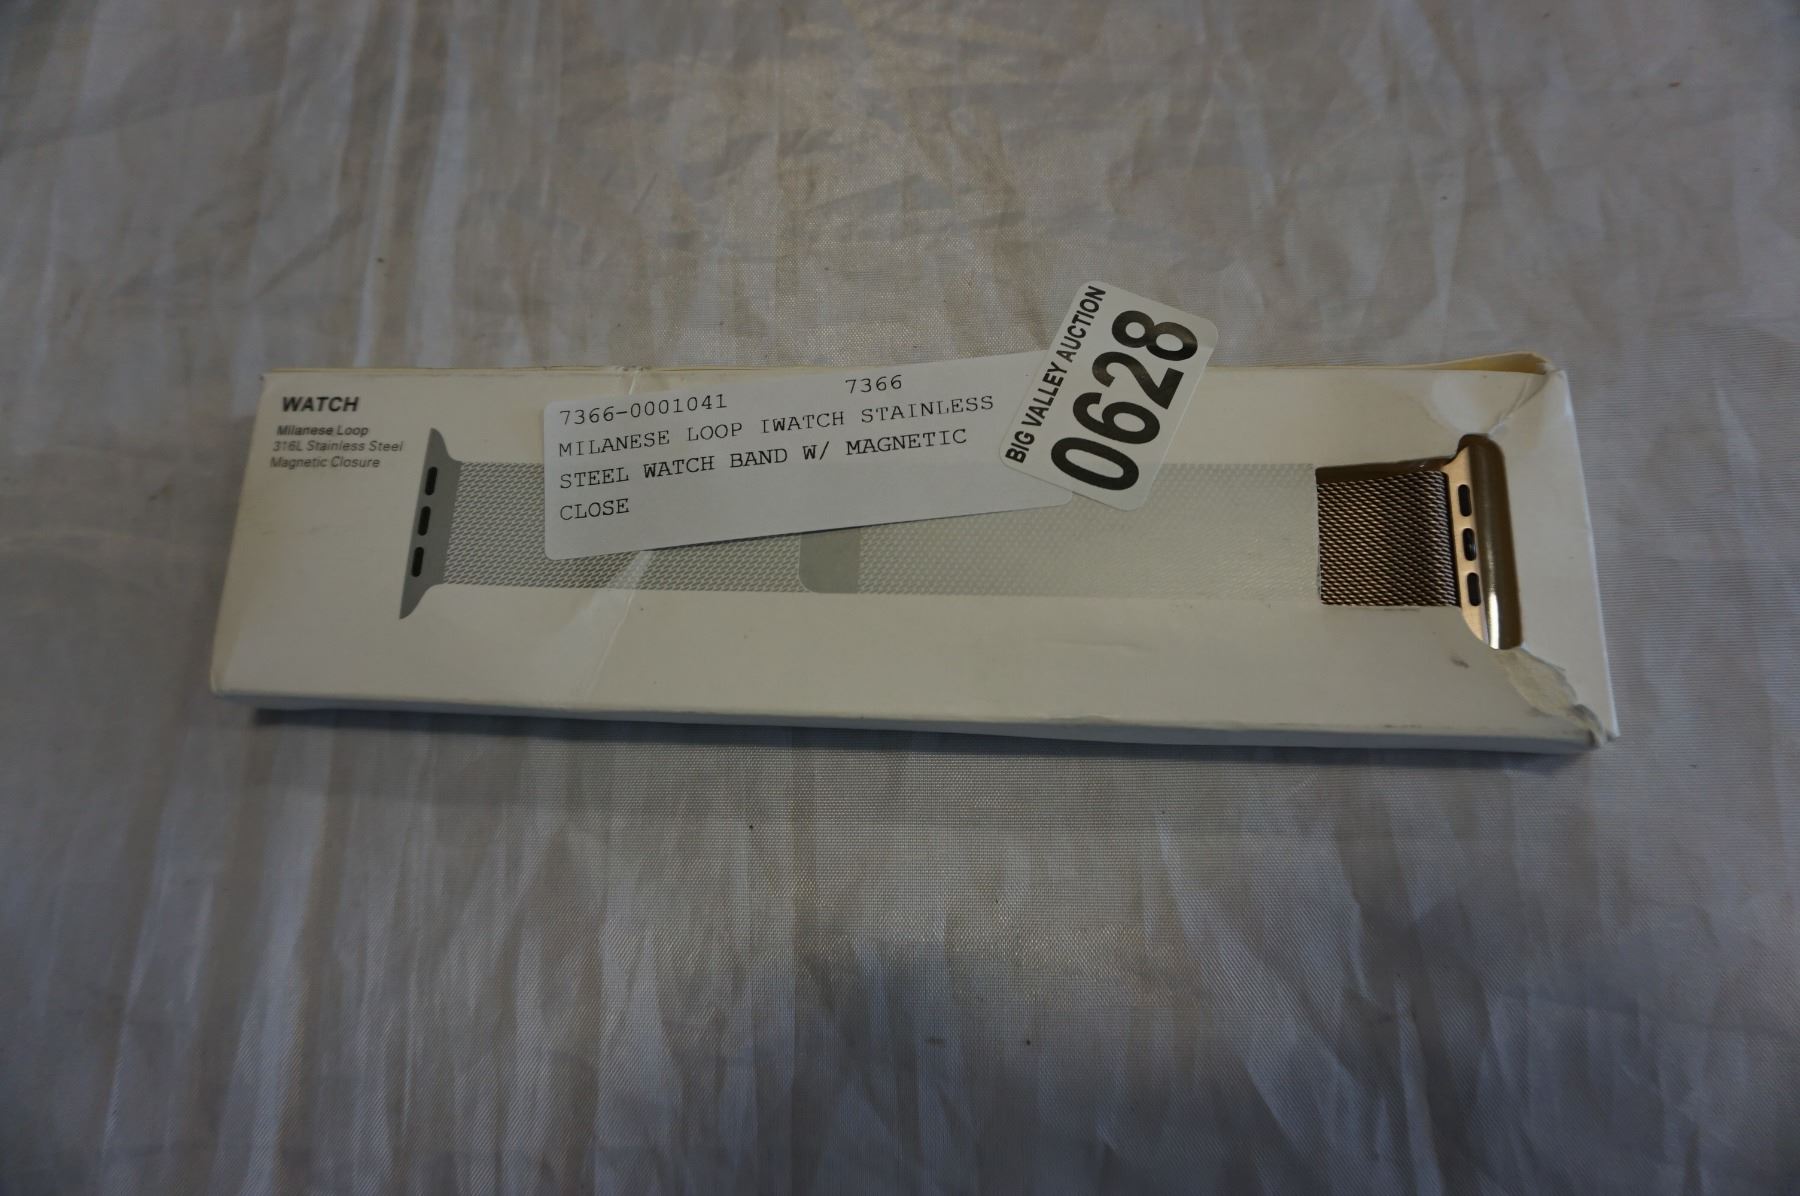 WATCH
Milanese Loop
316L Stainless Steel
Magnetic Closure
7366-0001041 7366
MILANESE LOOP IWATCH STAINLESS
STEEL WATCH BAND W/ MAGNETIC
CLOSE
BIG VALLEY AUCTION
0628